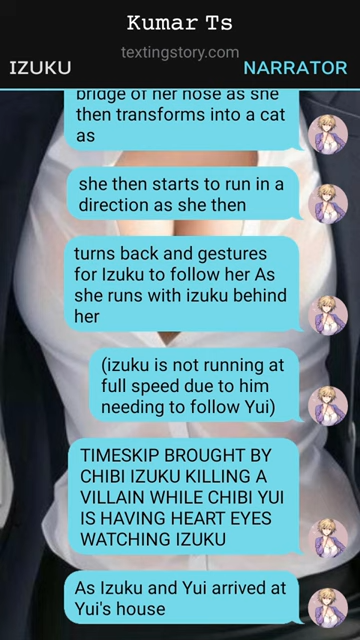 Kumar Ts
textingstory.com
IZUKU
NARRATOR
bridge of her nose as she
then transforms into a cat
as
she then starts to run in a
direction as she then
turns back and gestures
for Izuku to follow her As
she runs with izuku behind
her
(izuku is not running at
full speed due to him
needing to follow Yui)
TIMESKIP BROUGHT BY
CHIBI IZUKU KILLING A
VILLAIN WHILE CHIBI YUI
IS HAVING HEART EYES
WATCHING IZUKU
As Izuku and Yui arrived at
Yui's house